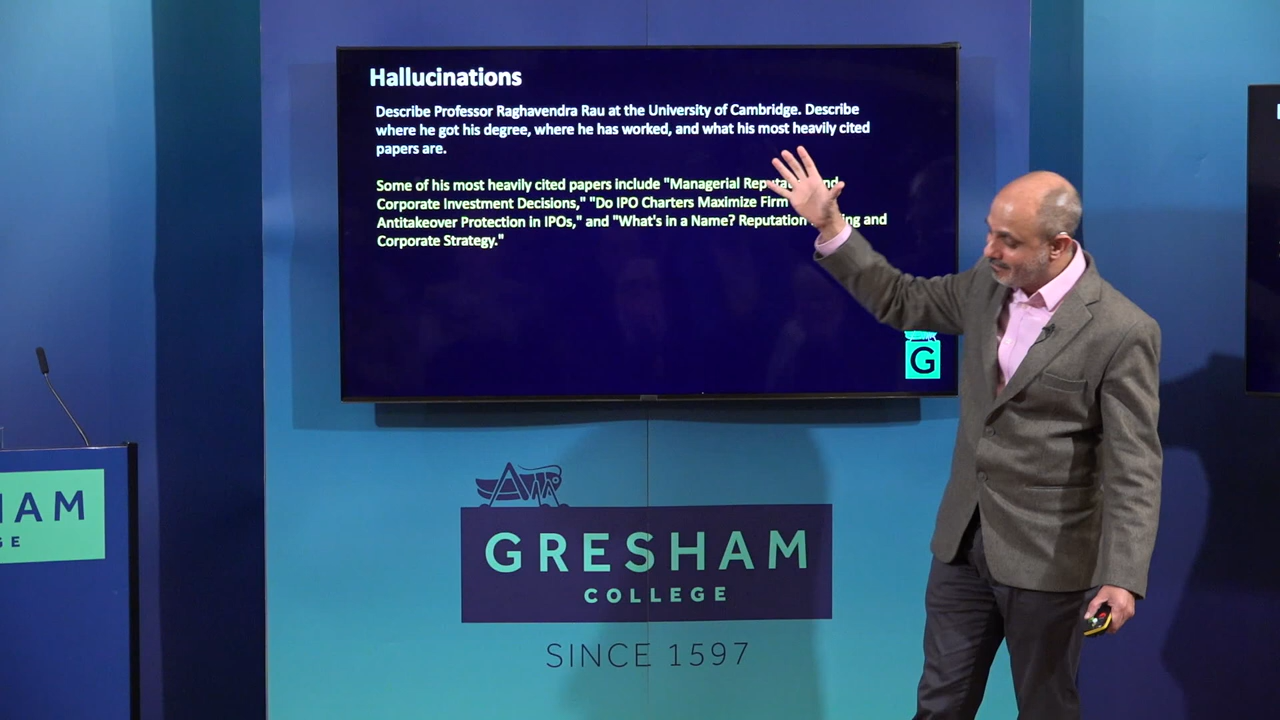 Hallucinations
Describe Professor Raghavendra Rau at the University of Cambridge. Describe
where he got his degree, where he has worked, and what his most heavily cited
papers are.
Some of his most heavily cited papers include "Managerial and
Corporate Investment Decisions," "Do IPO Charters Maximize Firm
Antitakeover Protection in IPOs," and "What's in a Name? Reputation and
Corporate Strategy."
G
GRESHAM
COLLEGE
SINCE 1597